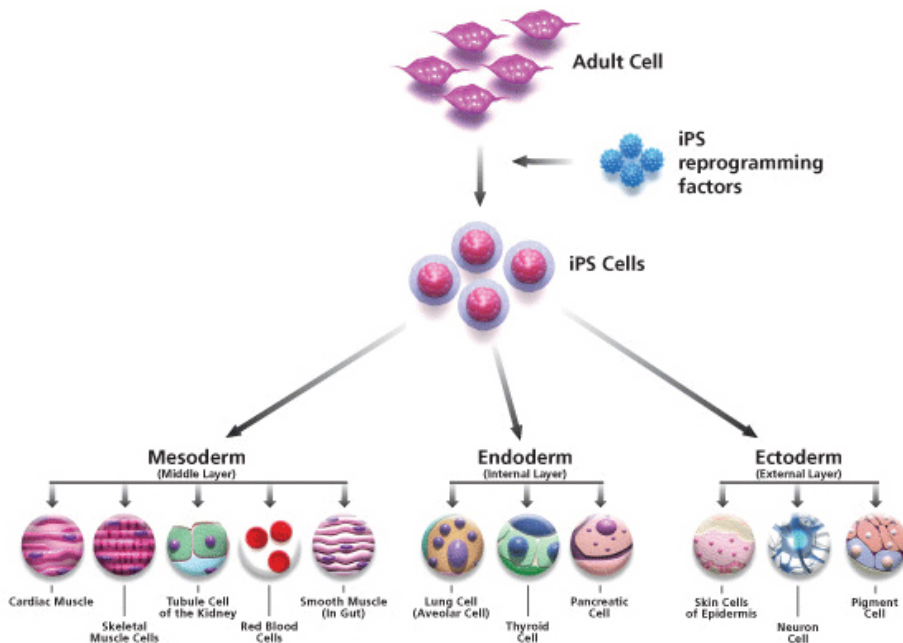 Adult Cell
iPS
reprogramming
factors
iPS Cells
Mesoderm
(Middle Layer)
Endoderm
(Internal Layer)
Ectoderm
(External Layer)
Cardiac Muscle
Skeletal
Muscle Cells
Tubule Cell
of the Kidney
Red Blood
Cells
Smooth Muscle
(In Gut)
Lung Cell
(Aveolar Cell)
Thyroid
Cell
Pancreatic
Cell
Skin Cells
of Epidermis
Neuron
Cell
Pigment
Cell